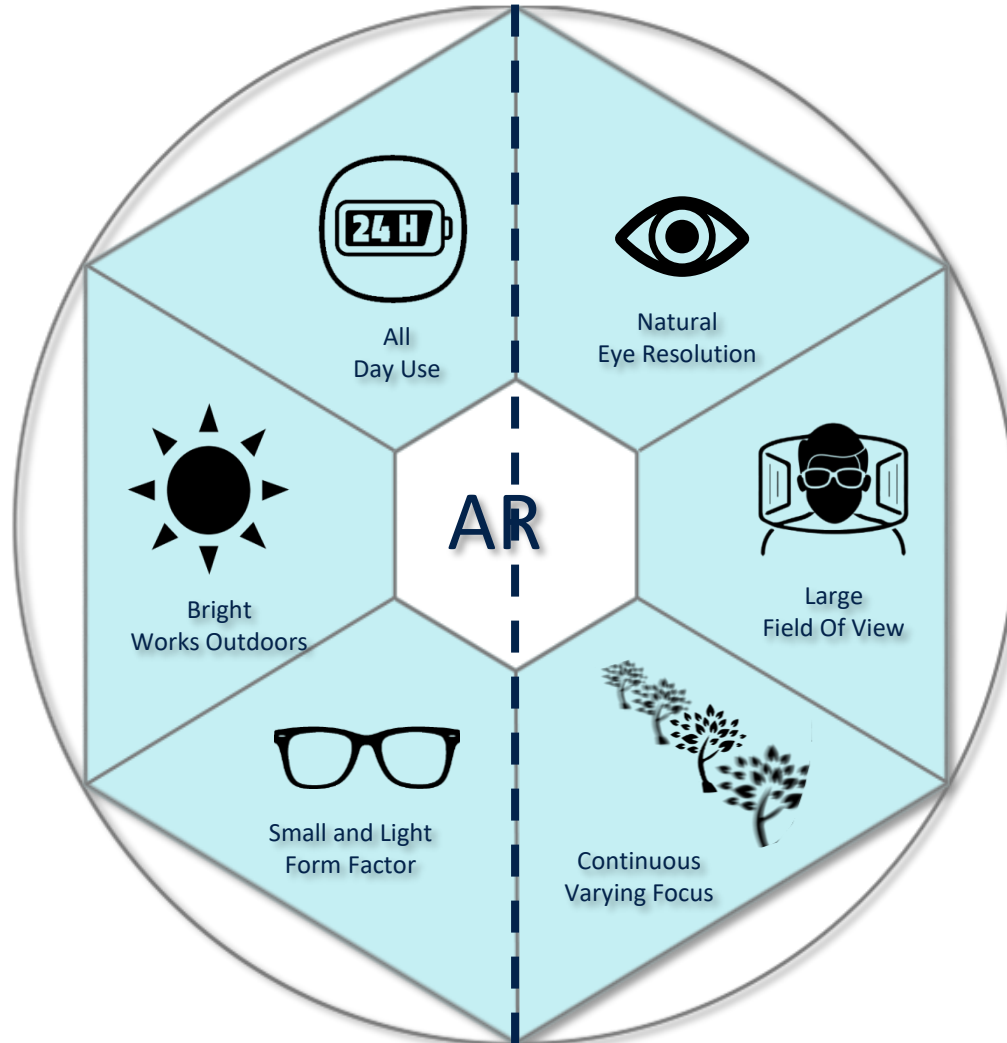 24 H
All
Day Use
Natural
Eye Resolution
Bright
Works Outdoors
AR
Large
Field Of View
Small and Light
Form Factor
Continuous
Varying Focus